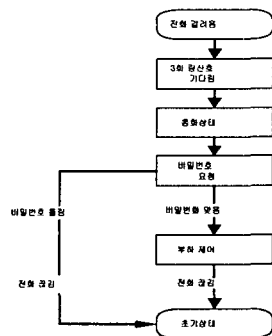 전화 걸려옴
3회 링신호
기다림
통화상태
비밀번호
요청
비밀번호 틀림
비밀번호 맞음
부하 제어
전화 끊김
전화 끊김
초기상태